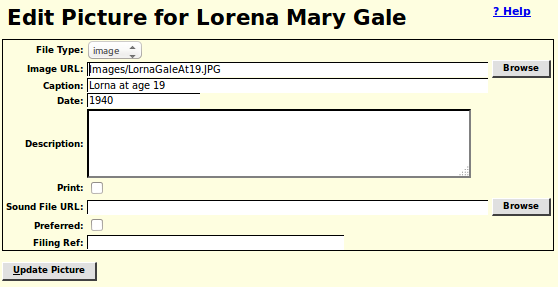 Edit Picture for Lorena Mary Gale
? Help
File Type: image
Image URL: images/LornaGaleAt19.JPG Browse
Caption: Lorna at age 19
Date: 1940
Description:
Print:
Sound File URL: Browse
Preferred:
Filing Ref:
Update Picture